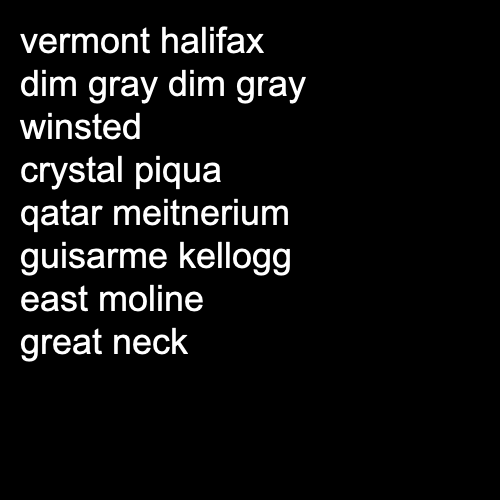 vermont halifax
dim gray dim gray
winsted
crystal piqua
qatar meitnerium
guisarme kellogg
east moline
great neck